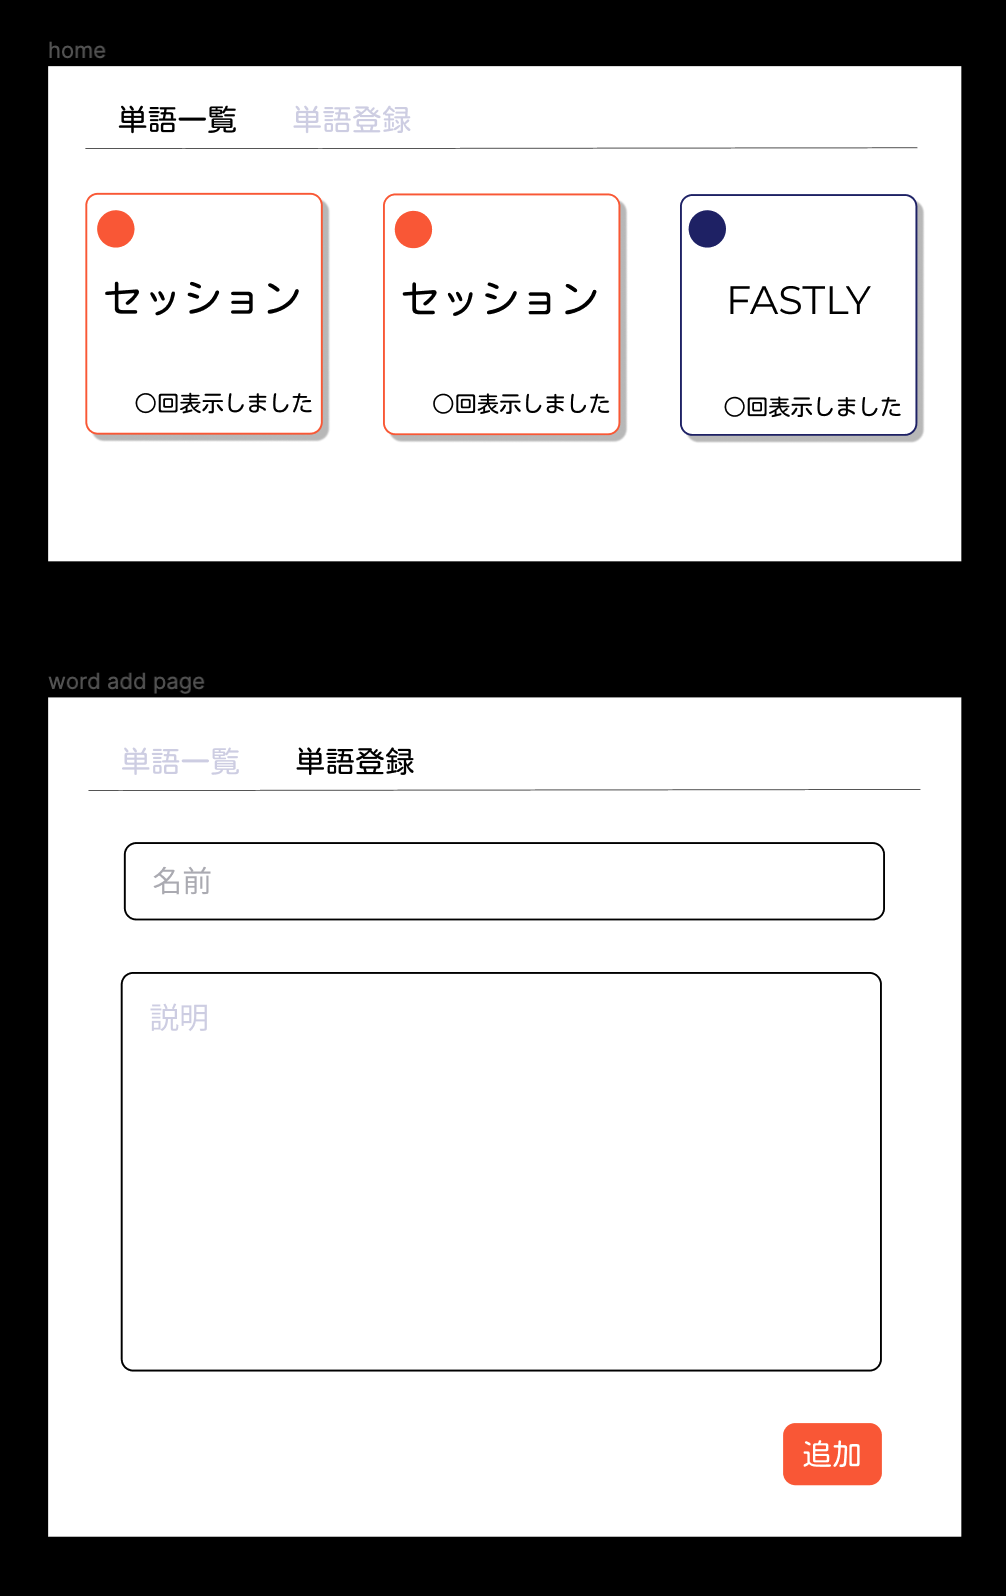 home
単語一覧 単語登録
セッション セッション FASTLY
〇回表示しました 〇回表示しました 〇回表示しました
word add page
単語一覧 単語登録
名前
説明
追加